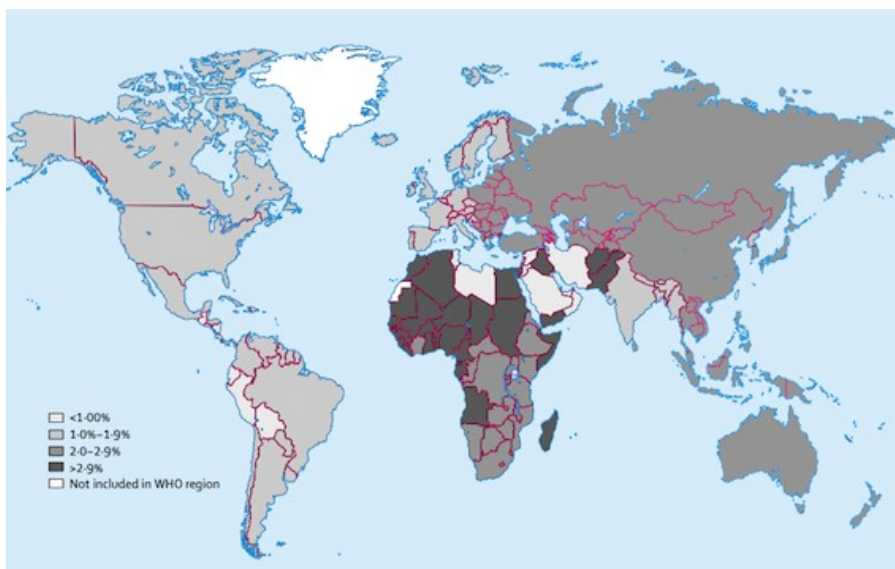 <1·00%
1·0%–1·9%
2·0–2·9%
>2·9%
Not included in WHO region